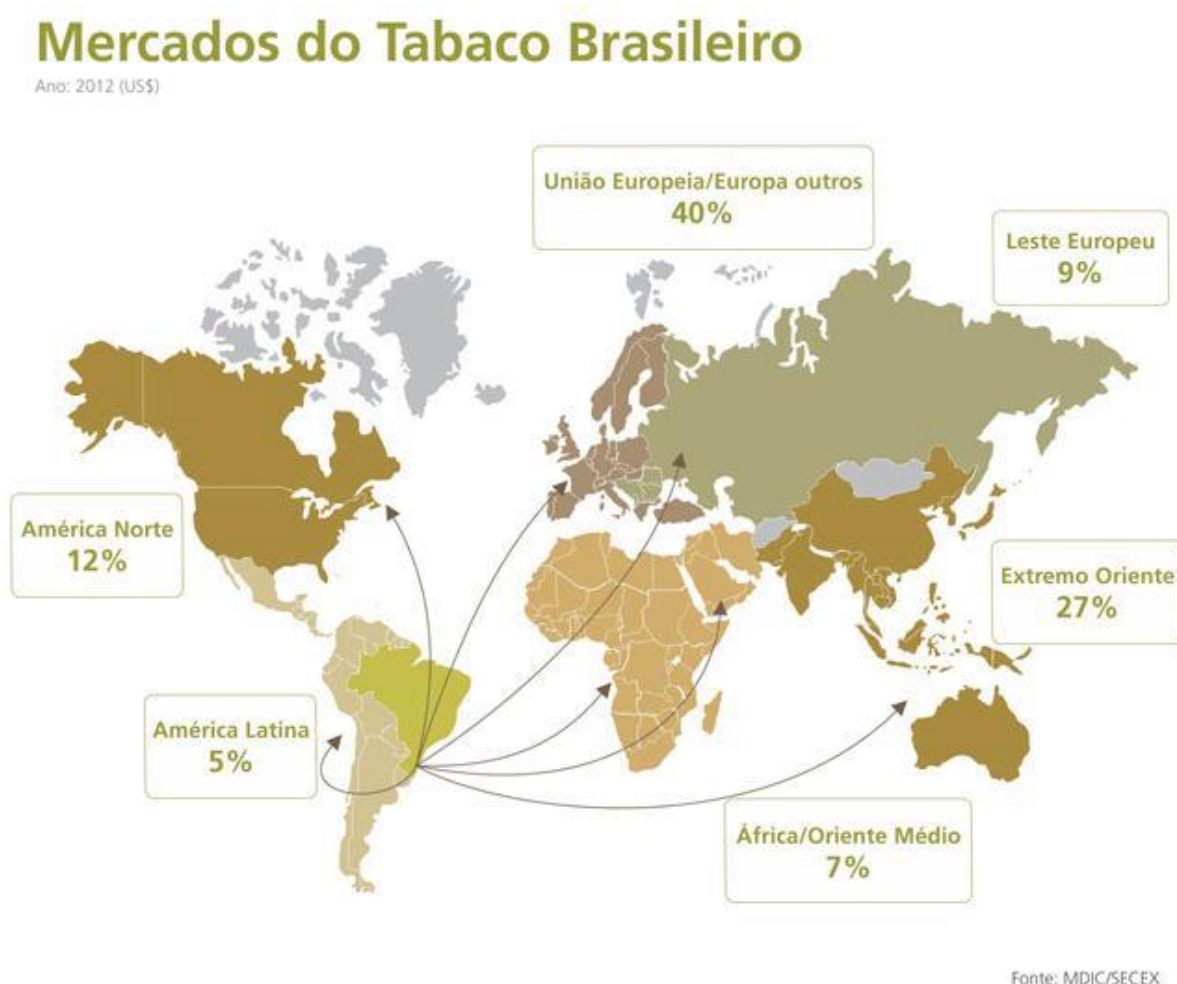 Mercados do Tabaco Brasileiro
Ano: 2012 (US$)
União Europeia/Europa outros
40%
Leste Europeu
9%
América Norte
12%
Extremo Oriente
27%
América Latina
5%
África/Oriente Médio
7%
Fonte: MDIC/SECEX